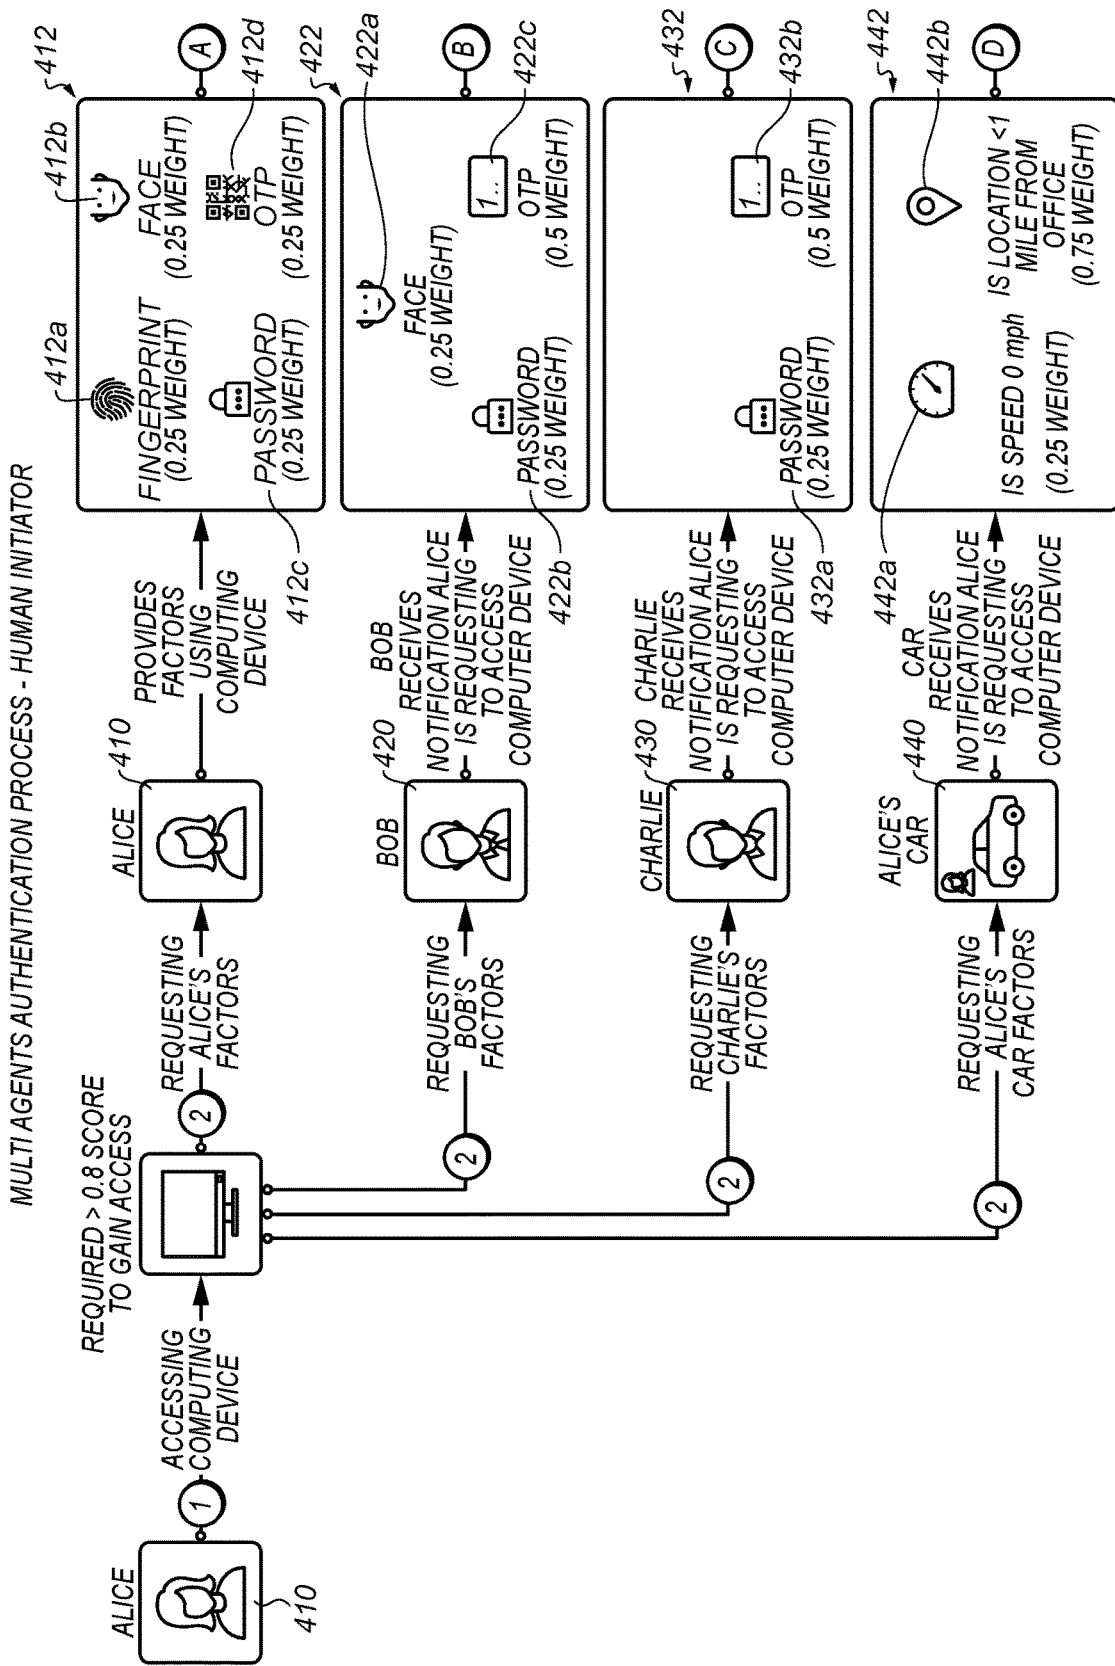 MULTI AGENTS AUTHENTICATION PROCESS - HUMAN INITIATOR
ALICE
410
1
ACCESSING
COMPUTING
DEVICE
REQUIRED > 0.8 SCORE
TO GAIN ACCESS
2
REQUESTING
ALICE'S
FACTORS
ALICE
410
PROVIDES
FACTORS
USING
COMPUTING
DEVICE
412
412a
412b
FINGERPRINT
(0.25 WEIGHT)
FACE
(0.25 WEIGHT)
412c
PASSWORD
(0.25 WEIGHT)
412d
OTP
(0.25 WEIGHT)
A
2
REQUESTING
BOB'S
FACTORS
BOB
420
BOB
RECEIVES
NOTIFICATION ALICE
IS REQUESTING
TO ACCESS
COMPUTER DEVICE
422
422a
FACE
(0.25 WEIGHT)
422b
PASSWORD
(0.25 WEIGHT)
1..
422c
OTP
(0.5 WEIGHT)
B
2
REQUESTING
CHARLIE'S
FACTORS
CHARLIE
430
CHARLIE
RECEIVES
NOTIFICATION ALICE
IS REQUESTING
TO ACCESS
COMPUTER DEVICE
432
432a
PASSWORD
(0.25 WEIGHT)
1..
432b
OTP
(0.5 WEIGHT)
C
2
REQUESTING
ALICE'S
CAR FACTORS
ALICE'S
CAR
440
CAR
RECEIVES
NOTIFICATION ALICE
IS REQUESTING
TO ACCESS
COMPUTER DEVICE
442
442a
IS SPEED 0 mph
(0.25 WEIGHT)
442b
IS LOCATION <1
MILE FROM
OFFICE
(0.75 WEIGHT)
D